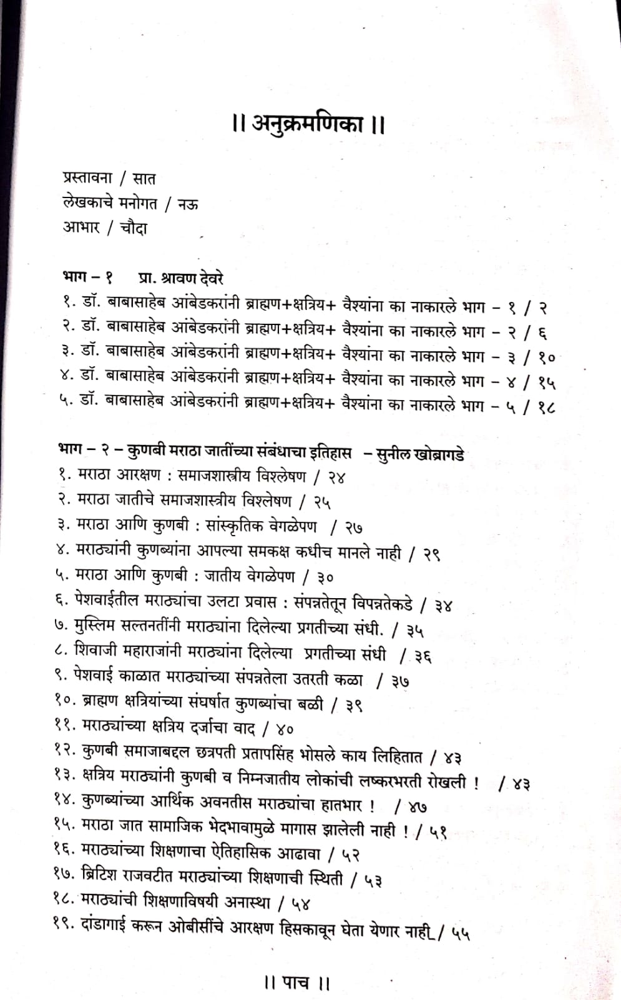 ॥ अनुक्रमणिका ॥
प्रस्तावना / सात
लेखकाचे मनोगत / नऊ
आभार / चौदा
भाग – १ प्रा. श्रावण देवरे
१. डॉ. बाबासाहेब आंबेडकरांनी ब्राह्मण+क्षत्रिय+ वैश्यांना का नाकारले भाग – १ / २
२. डॉ. बाबासाहेब आंबेडकरांनी ब्राह्मण+क्षत्रिय+ वैश्यांना का नाकारले भाग – २ / ६
३. डॉ. बाबासाहेब आंबेडकरांनी ब्राह्मण+क्षत्रिय+ वैश्यांना का नाकारले भाग – ३ / १०
४. डॉ. बाबासाहेब आंबेडकरांनी ब्राह्मण+क्षत्रिय+ वैश्यांना का नाकारले भाग – ४ / १५
५. डॉ. बाबासाहेब आंबेडकरांनी ब्राह्मण+क्षत्रिय+ वैश्यांना का नाकारले भाग – ५ / १८
भाग – २ – कुणबी मराठा जातींच्या संबंधाचा इतिहास – सुनील खोब्रागडे
१. मराठा आरक्षण : समाजशास्त्रीय विश्लेषण / २४
२. मराठा जातीचे समाजशास्त्रीय विश्लेषण / २५
३. मराठा आणि कुणबी : सांस्कृतिक वेगळेपण / २७
४. मराठ्यांनी कुणब्यांना आपल्या समकक्ष कधीच मानले नाही / २९
५. मराठा आणि कुणबी : जातीय वेगळेपण / ३०
६. पेशवाईतील मराठ्यांचा उलटा प्रवास : संपन्नतेतून विपन्नतेकडे / ३४
७. मुस्लिम सल्तनतींनी मराठ्यांना दिलेल्या प्रगतीच्या संधी. / ३५
८. शिवाजी महाराजांनी मराठ्यांना दिलेल्या प्रगतीच्या संधी / ३६
९. पेशवाई काळात मराठ्यांच्या संपन्नतेला उतरती कळा / ३७
१०. ब्राह्मण क्षत्रियांच्या संघर्षात कुणब्यांचा बळी / ३९
११. मराठ्यांच्या क्षत्रिय दर्जाचा वाद / ४०
१२. कुणबी समाजाबद्दल छत्रपती प्रतापसिंह भोसले काय लिहितात / ४३
१३. क्षत्रिय मराठ्यांनी कुणबी व निम्नजातीय लोकांची लष्करभरती रोखली ! / ४३
१४. कुणब्यांच्या आर्थिक अवनतीस मराठ्यांचा हातभार ! / ४७
१५. मराठा जात सामाजिक भेदभावामुळे मागास झालेली नाही ! / ५१
१६. मराठ्यांच्या शिक्षणाचा ऐतिहासिक आढावा / ५२
१७. ब्रिटिश राजवटीत मराठ्यांच्या शिक्षणाची स्थिती / ५३
१८. मराठ्यांची शिक्षणाविषयी अनास्था / ५४
१९. दांडागाई करून ओबीसींचे आरक्षण हिसकावून घेता येणार नाही / ५५
॥ पाच ॥